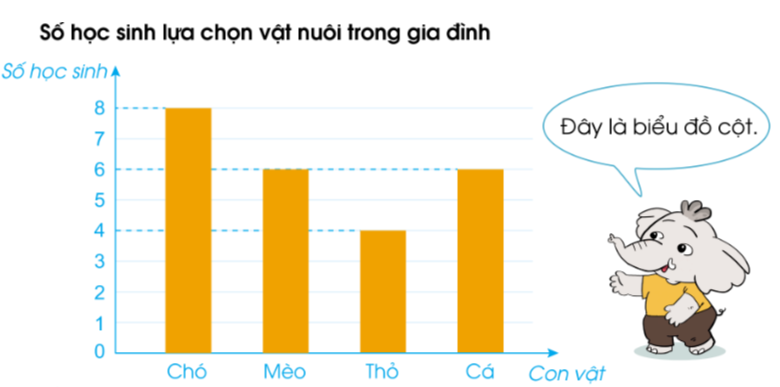 Số học sinh lựa chọn vật nuôi trong gia đình
Số học sinh
8
7
6
5
4
3
2
1
0
Chó Mèo Thỏ Cá
Con vật
Đây là biểu đồ cột.